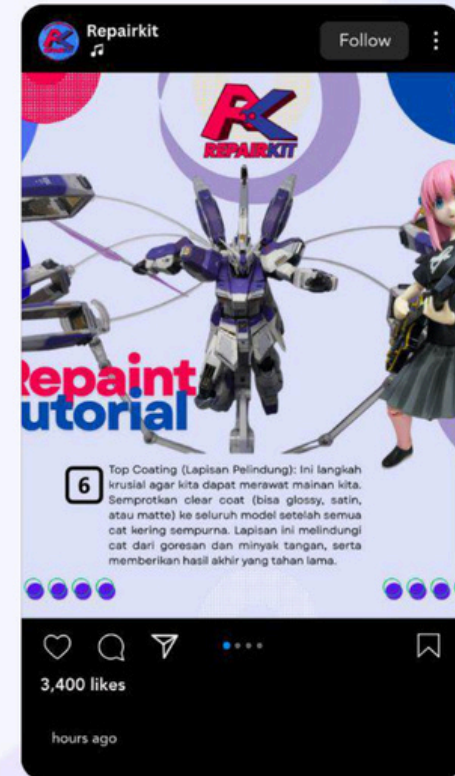 Repairkit
Follow
REPAIRKIT
Repaint
utorial
6
Top Coating (Lapisan Pelindung): Ini langkah
krusial agar kita dapat merawat mainan kita.
Semprotkan clear coat (bisa glossy, satin,
atau matte) ke seluruh model setelah semua
cat kering sempurna. Lapisan ini melindungi
cat dari goresan dan minyak tangan, serta
memberikan hasil akhir yang tahan lama.
3,400 likes
hours ago